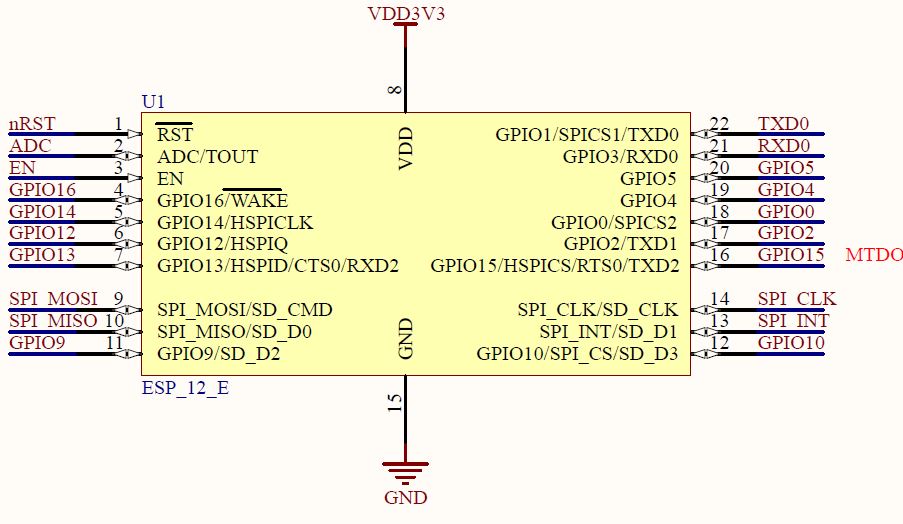 VDD3V3
8
U1
VDD
nRST 1 RST GPIO1/SPICS1/TXD0 22 TXD0
ADC 2 ADC/TOUT GPIO3/RXD0 21 RXD0
EN 3 EN GPIO5 20 GPIO5
GPIO16 4 GPIO16/WAKE GPIO4 19 GPIO4
GPIO14 5 GPIO14/HSPICLK GPIO0/SPICS2 18 GPIO0
GPIO12 6 GPIO12/HSPIQ GPIO2/TXD1 17 GPIO2
GPIO13 7 GPIO13/HSPID/CTS0/RXD2 GPIO15/HSPICS/RTS0/TXD2 16 GPIO15 MTDO
SPI_MOSI 9 SPI_MOSI/SD_CMD SPI_CLK/SD_CLK 14 SPI_CLK
SPI_MISO 10 SPI_MISO/SD_D0 SPI_INT/SD_D1 13 SPI_INT
GPIO9 11 GPIO9/SD_D2 GPIO10/SPI_CS/SD_D3 12 GPIO10
GND
ESP_12_E
15
GND